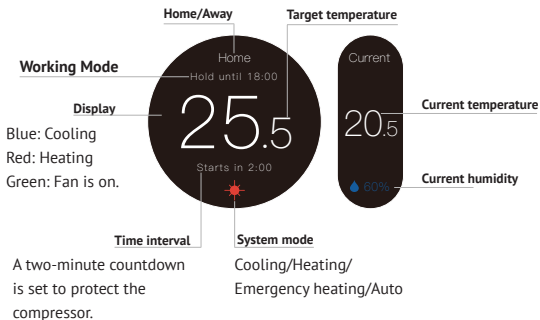 Home/Away
Target temperature
Working Mode
Home
Hold until 18:00
Current
Display
25.5
20.5
Current temperature
Blue: Cooling
Red: Heating
Green: Fan is on.
Starts in 2:00
60%
Current humidity
Time interval
System mode
A two-minute countdown
is set to protect the
compressor.
Cooling/Heating/
Emergency heating/Auto